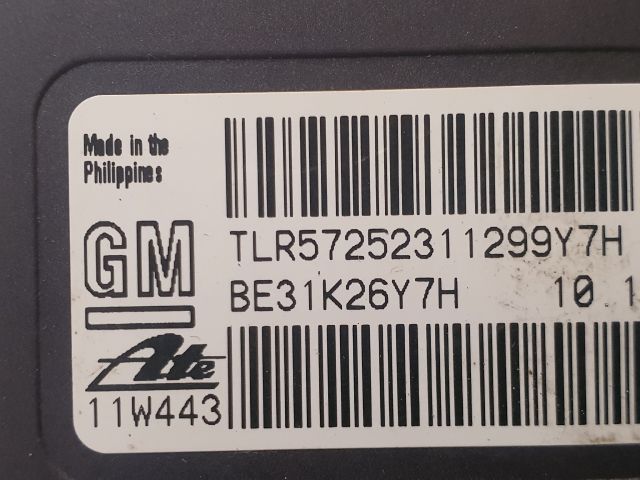 Made in the
Philippines
GM
TLR57252311299Y7H
BE31K26Y7H 10.1
Ate
11W443